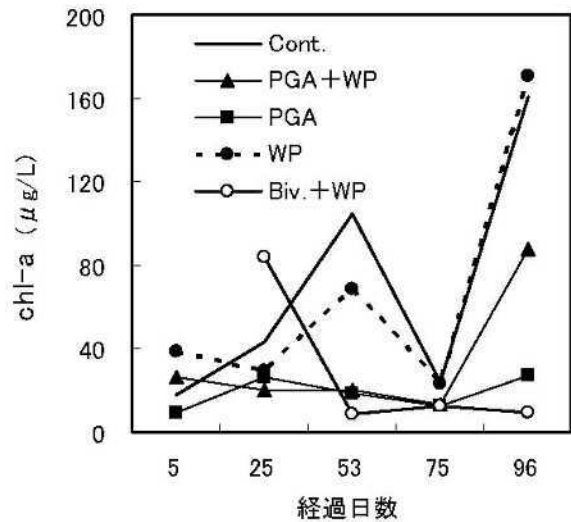 200
160
120
80
40
0
chl-a (μg/L)
Cont.
PGA+WP
PGA
WP
Biv.+WP
5 25 53 75 96
経過日数